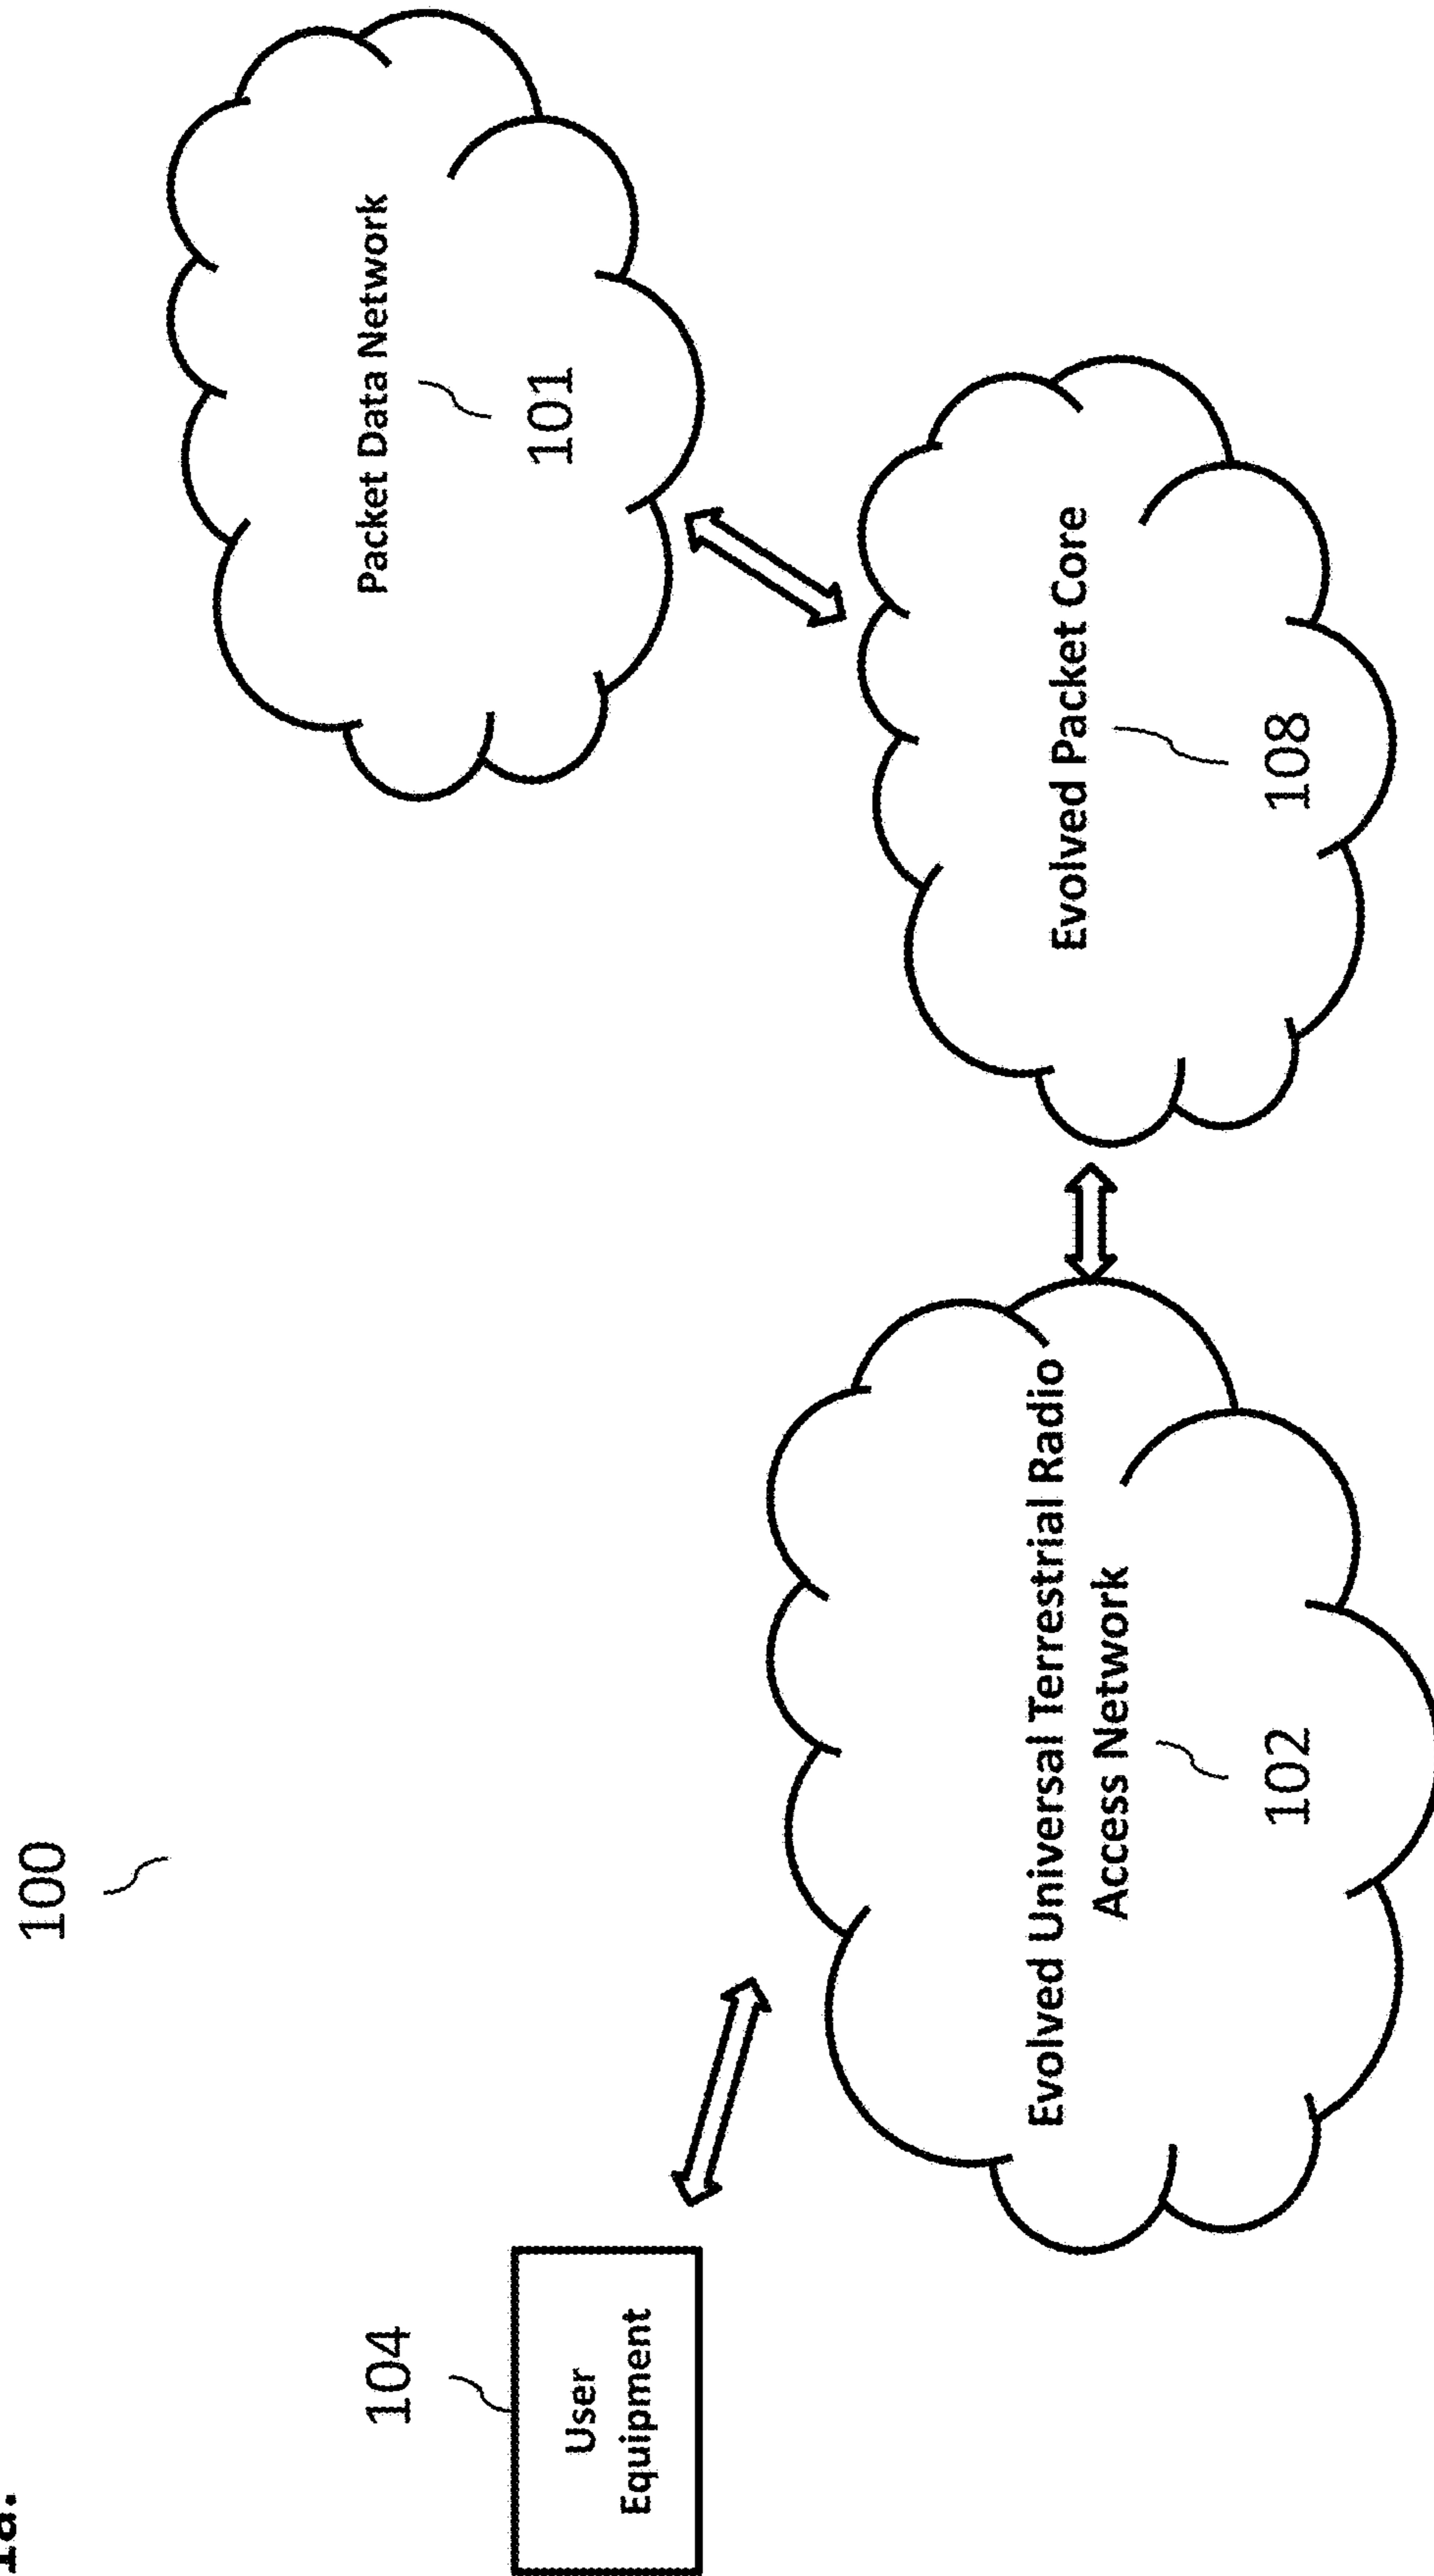 1a.
100
104
User
Equipment
Packet Data Network
101
Evolved Universal Terrestrial Radio
Access Network
102
Evolved Packet Core
108